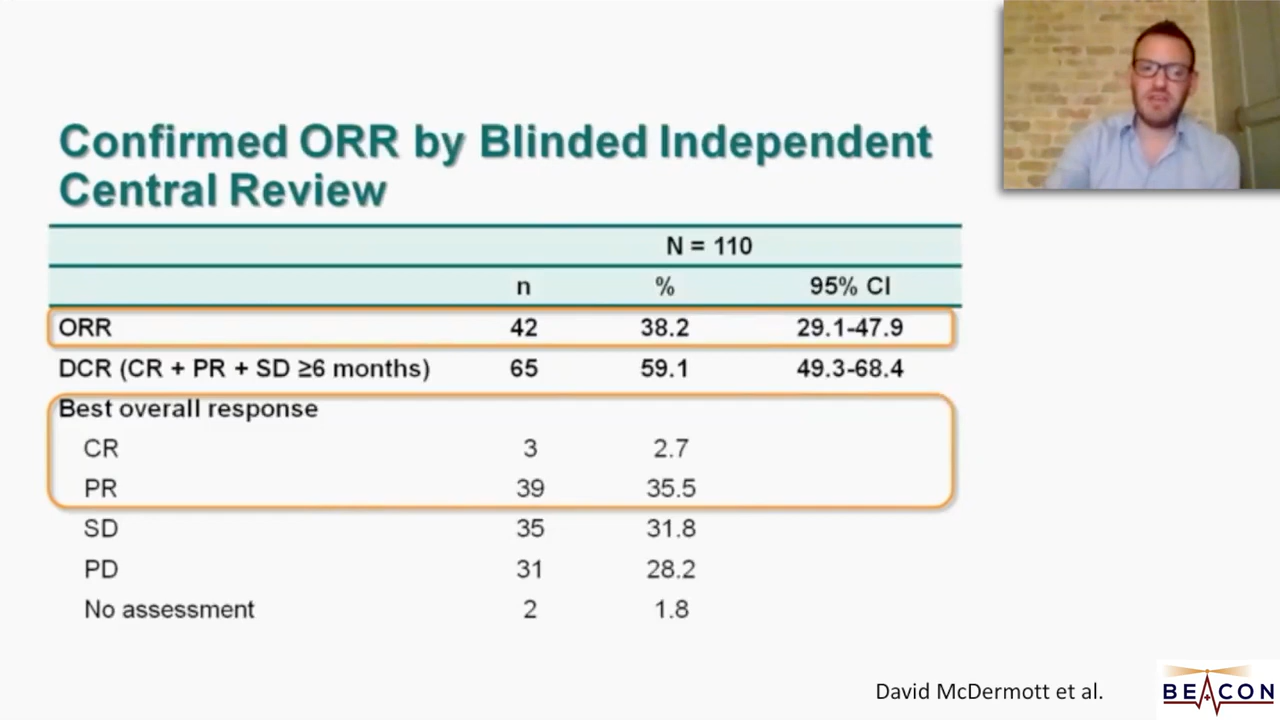 Confirmed ORR by Blinded Independent
Central Review
N = 110
n % 95% CI
ORR 42 38.2 29.1-47.9
DCR (CR + PR + SD ≥6 months) 65 59.1 49.3-68.4
Best overall response
CR 3 2.7
PR 39 35.5
SD 35 31.8
PD 31 28.2
No assessment 2 1.8
David McDermott et al.
BEACON